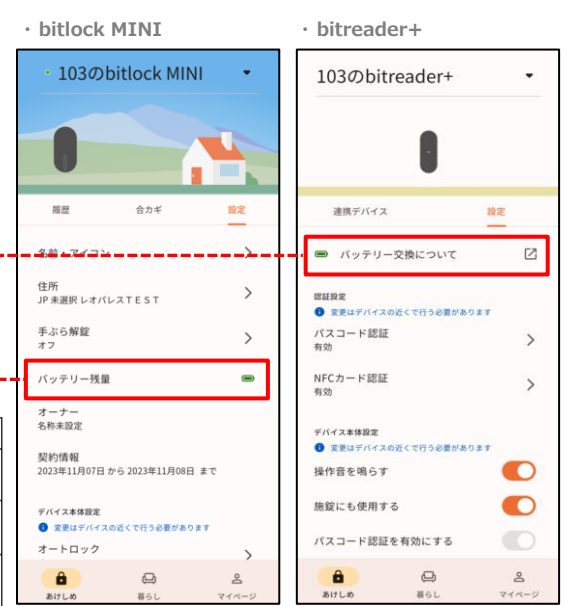 ・bitlock MINI
103のbitlock MINI
履歴 合カギ 設定
名前・アイコン
住所
JP 未選択 レオパレスＴＥＳＴ
手ぶら解錠
オフ
バッテリー残量
オーナー
名称未設定
契約情報
2023年11月07日 から 2023年11月08日 まで
デバイス本体設定
変更はデバイスの近くで行う必要があります
オートロック
あけしめ 暮らし マイページ
・bitreader+
103のbitreader+
連携デバイス 設定
バッテリー交換について
認証設定
変更はデバイスの近くで行う必要があります
パスコード認証
有効
NFCカード認証
有効
デバイス本体設定
変更はデバイスの近くで行う必要があります
操作音を鳴らす
施錠にも使用する
パスコード認証を有効にする
あけしめ 暮らし マイページ